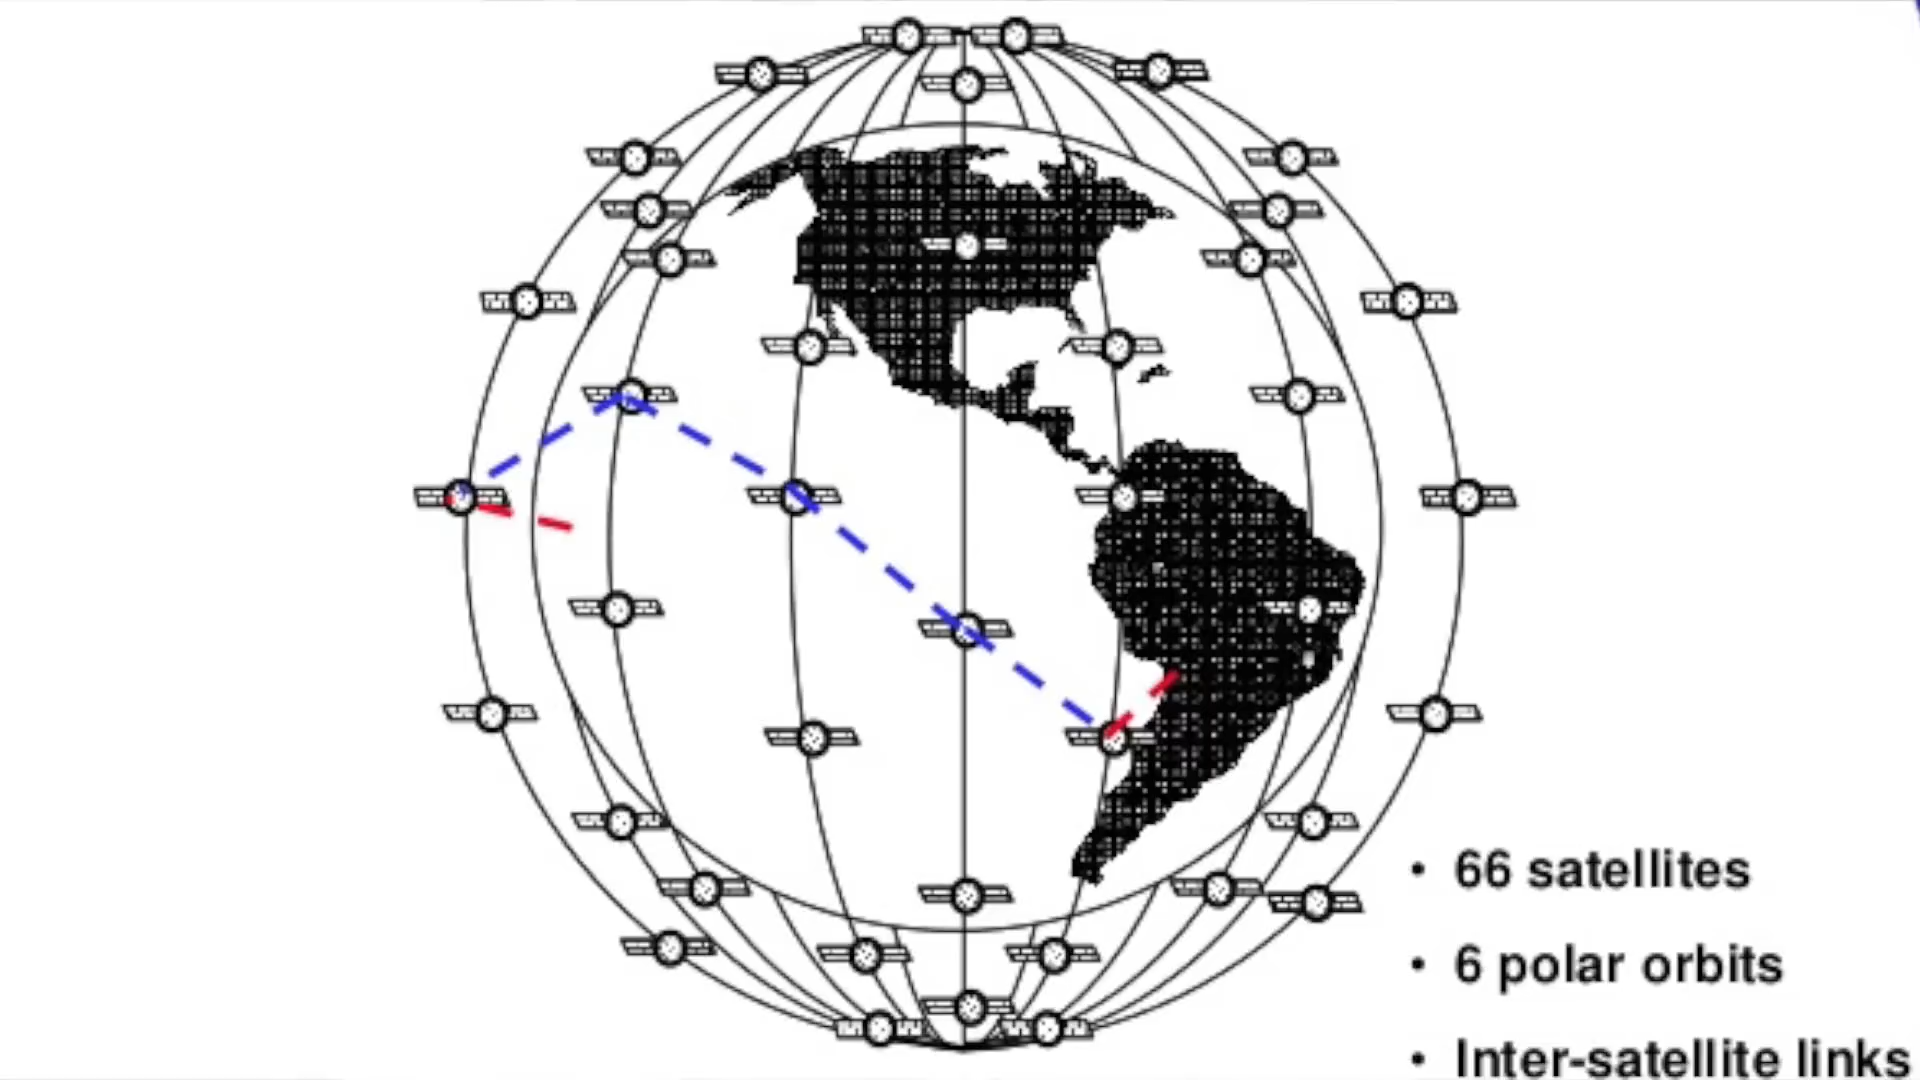 • 66 satellites
• 6 polar orbits
• Inter-satellite links